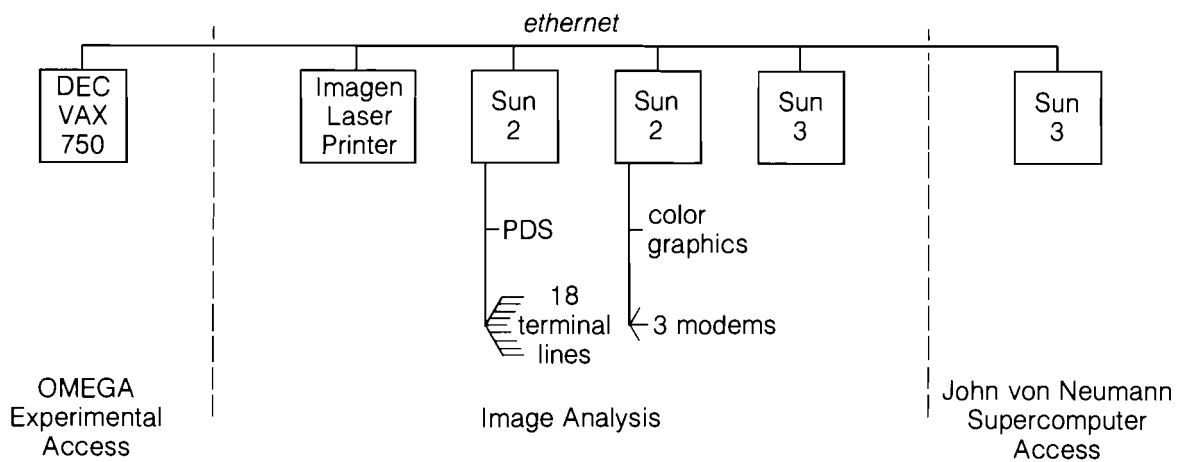 ethernet
DEC
VAX
750
Imagen
Laser
Printer
Sun
2
Sun
2
Sun
3
Sun
3
PDS
color
graphics
18
terminal
lines
3 modems
OMEGA
Experimental
Access
Image Analysis
John von Neumann
Supercomputer
Access